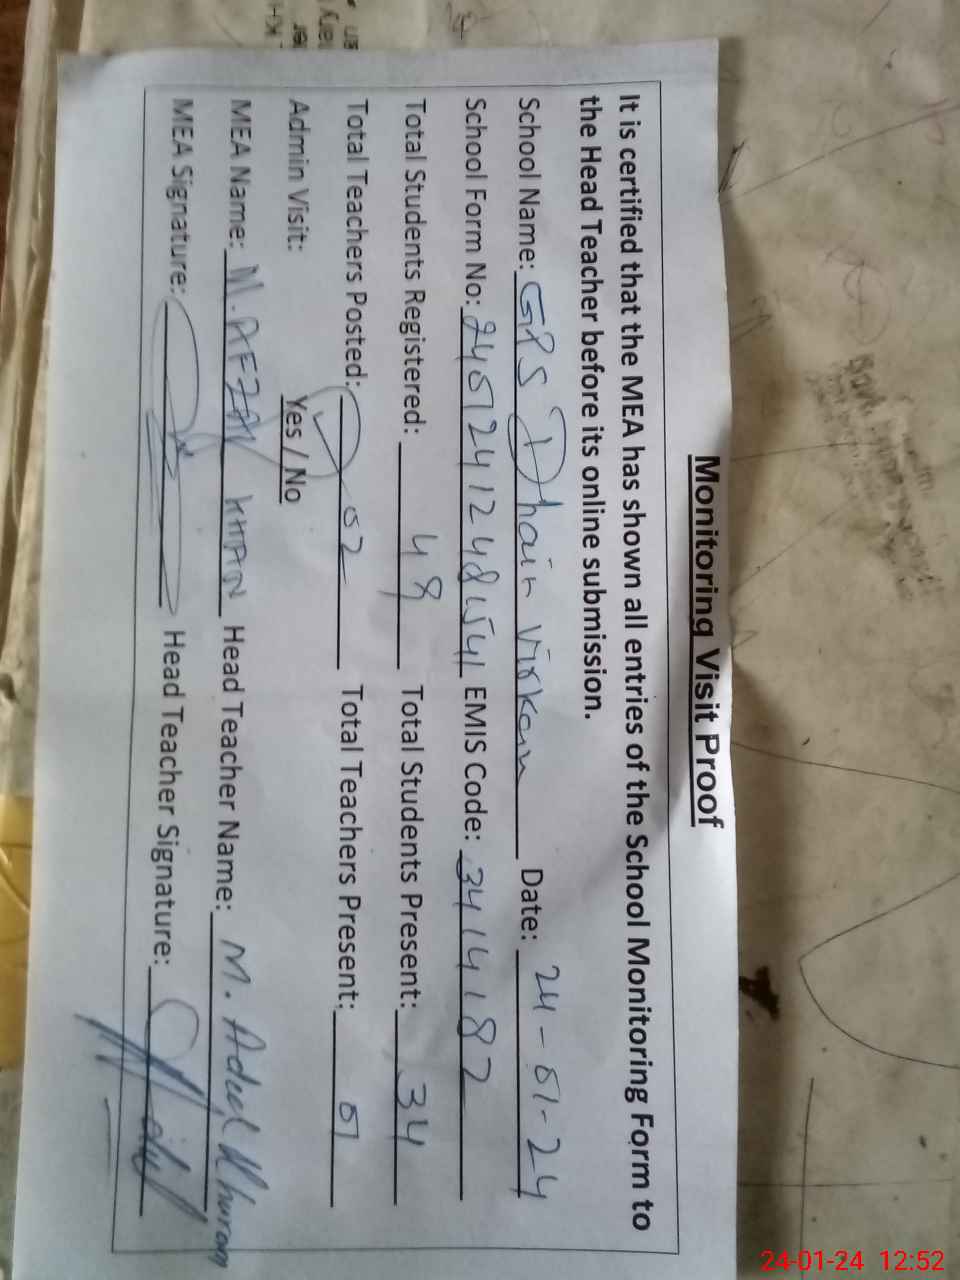 Monitoring Visit Proof
It is certified that the MEA has shown all entries of the School Monitoring Form to
the Head Teacher before its online submission.
School Name: GPS Dhain Virkan Date: 24-01-24
School Form No: EMIS Code: 3414182
Total Students Registered: 48 Total Students Present: 34
Total Teachers Posted: 02 Total Teachers Present: 01
Admin Visit: Yes / No
MEA Name: M. AFZAL KHAN Head Teacher Name: M. Adeel Khuram
MEA Signature: Head Teacher Signature:
24-01-24 12:52